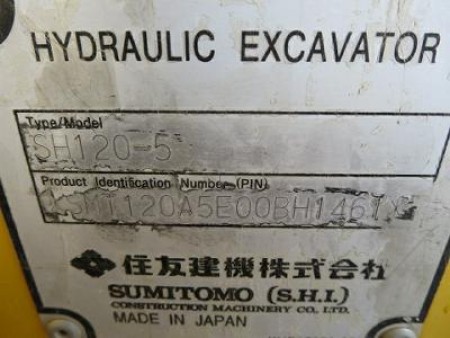 HYDRAULIC EXCAVATOR
Type/Model
SH120-5
Product Identification Number (PIN)
住友建機株式会社
SUMITOMO (S.H.I.)
CONSTRUCTION MACHINERY CO., LTD.
MADE IN JAPAN